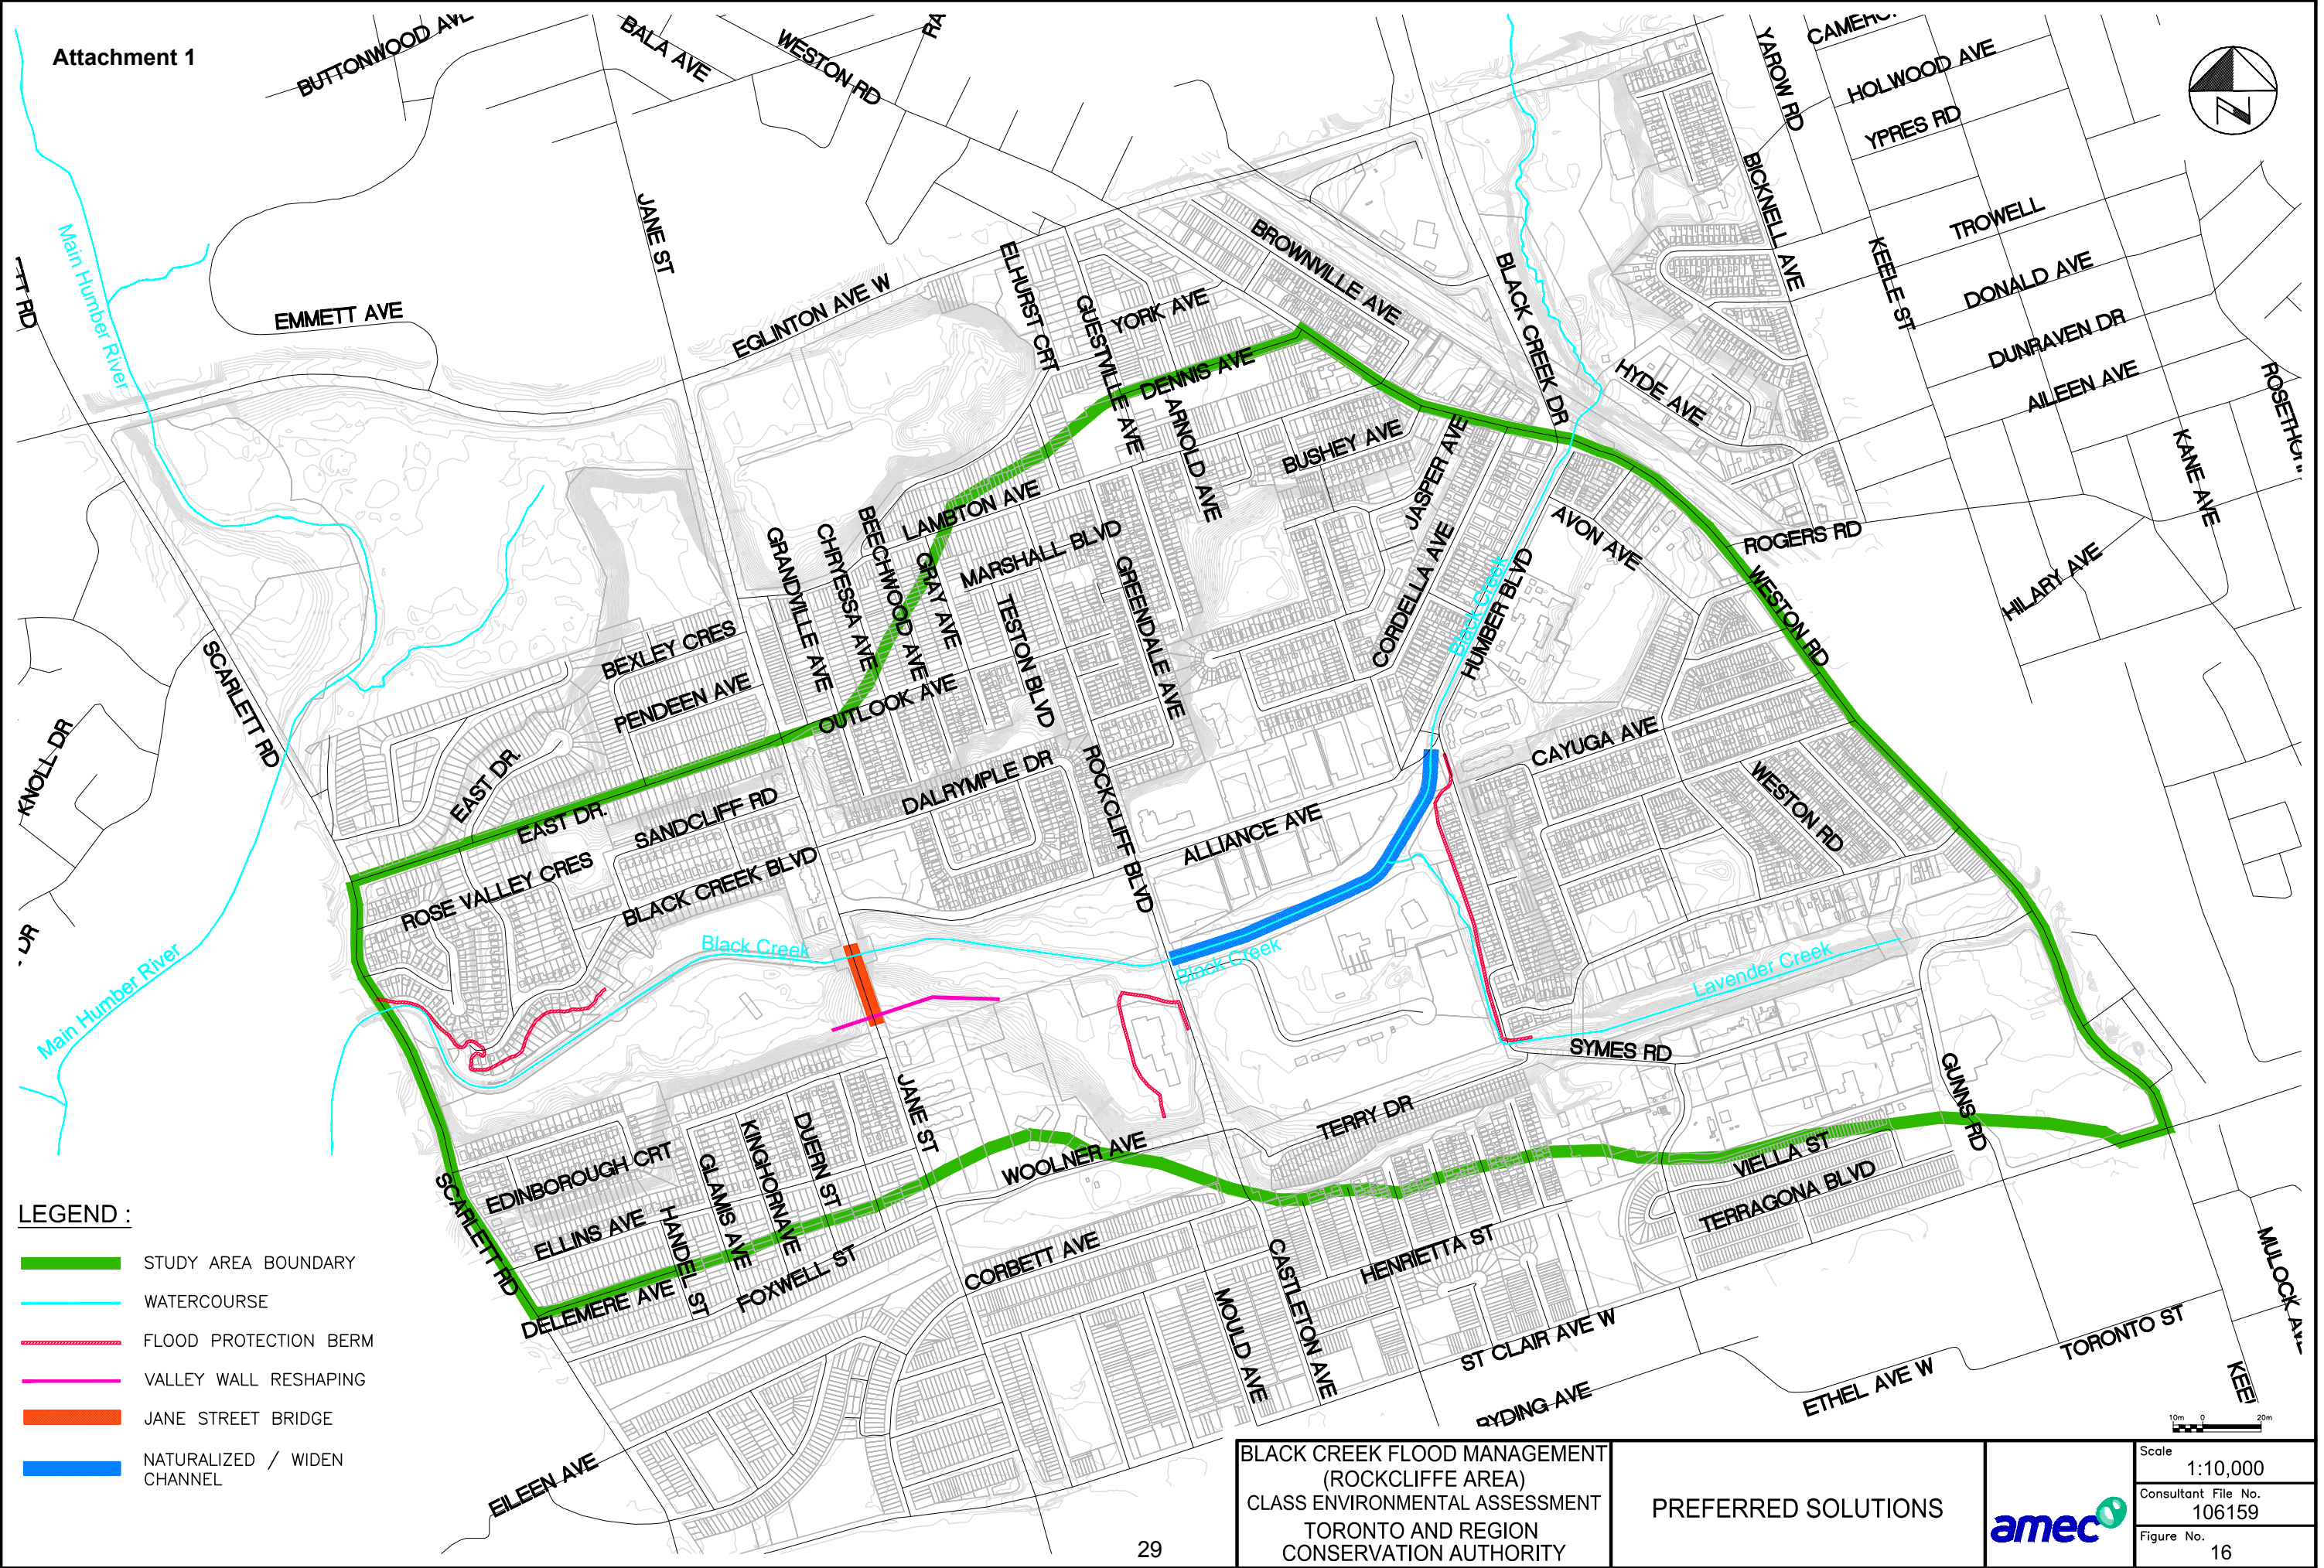 Attachment 1
BUTTONWOOD AVE
BALA AVE
WESTON RD
RA
YAROW RD
HOLWOOD AVE
YPRES RD
N
BICKNELL AVE
JANE ST
Main Humber River
TT RD
EMMETT AVE
EGLINTON AVE W
ELHURST CRT
GUESTVILLE AVE
YORK AVE
BROWNVILLE AVE
BLACK CREEK DR
KEELE ST
TROWELL
DONALD AVE
DUNRAVEN DR
AILEEN AVE
HYDE AVE
DENNIS AVE
ARNOLD AVE
BUSHEY AVE
JASPER AVE
KANE AVE
LAMBTON AVE
GRANDVILLE AVE
CHRYESSA AVE
BEECHWOOD AVE
GRAY AVE
MARSHALL BLVD
TESTON BLVD
GREENDALE AVE
CORDELLA AVE
Black Creek
HUMBER BLVD
AVON AVE
ROGERS RD
WESTON RD
HILARY AVE
SCARLETT RD
BEXLEY CRES
PENDEEN AVE
OUTLOOK AVE
KNOLL DR
EAST DR.
EAST DR.
SANDCLIFF RD
DALRYMPLE DR
ROCKCLIFF BLVD
ALLIANCE AVE
CAYUGA AVE
WESTON RD
ROSE VALLEY CRES
BLACK CREEK BLVD
DR
Main Humber River
Black Creek
Black Creek
Lavender Creek
SYMES RD
GUNNS RD
JANE ST
TERRY DR
WOOLNER AVE
VIELLA ST
TERRAGONA BLVD
SCARLETT RD
EDINBOROUGH CRT
ELLINS AVE
HANDEL ST
GLAMIS AVE
KINGHORN AVE
DUERN ST
FOXWELL ST
DELEMERE AVE
CORBETT AVE
MOULD AVE
CASTLETON AVE
HENRIETTA ST
ST CLAIR AVE W
RYDING AVE
ETHEL AVE W
TORONTO ST
MULOCK AV
KEE
EILEEN AVE
LEGEND :
STUDY AREA BOUNDARY
WATERCOURSE
FLOOD PROTECTION BERM
VALLEY WALL RESHAPING
JANE STREET BRIDGE
NATURALIZED / WIDEN
CHANNEL
29
BLACK CREEK FLOOD MANAGEMENT
(ROCKCLIFFE AREA)
CLASS ENVIRONMENTAL ASSESSMENT
TORONTO AND REGION
CONSERVATION AUTHORITY
PREFERRED SOLUTIONS
amec
10m 0 20m
Scale
1:10,000
Consultant File No.
106159
Figure No.
16